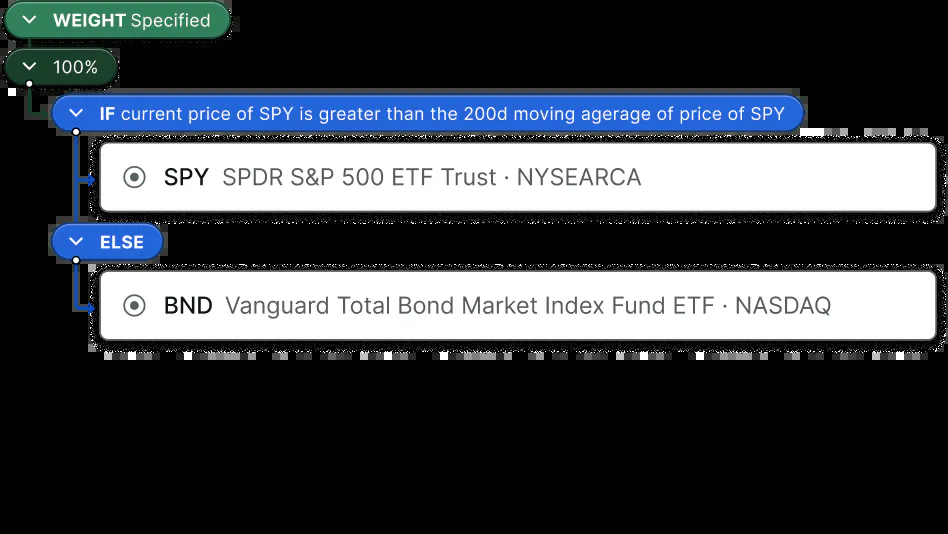 WEIGHT Specified
100%
IF current price of SPY is greater than the 200d moving agerage of price of SPY
SPY SPDR S&P 500 ETF Trust · NYSEARCA
ELSE
BND Vanguard Total Bond Market Index Fund ETF · NASDAQ